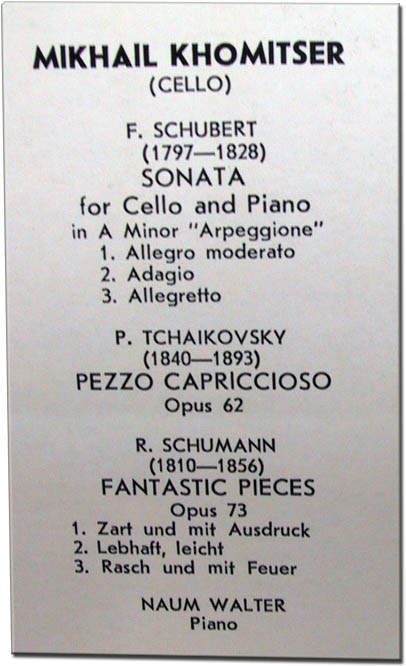 MIKHAIL KHOMITSER
(CELLO)
F. SCHUBERT
(1797—1828)
SONATA
for Cello and Piano
in A Minor "Arpeggione"
1. Allegro moderato
2. Adagio
3. Allegretto
P. TCHAIKOVSKY
(1840—1893)
PEZZO CAPRICCIOSO
Opus 62
R. SCHUMANN
(1810—1856)
FANTASTIC PIECES
Opus 73
1. Zart und mit Ausdruck
2. Lebhaft, leicht
3. Rasch und mit Feuer
NAUM WALTER
Piano